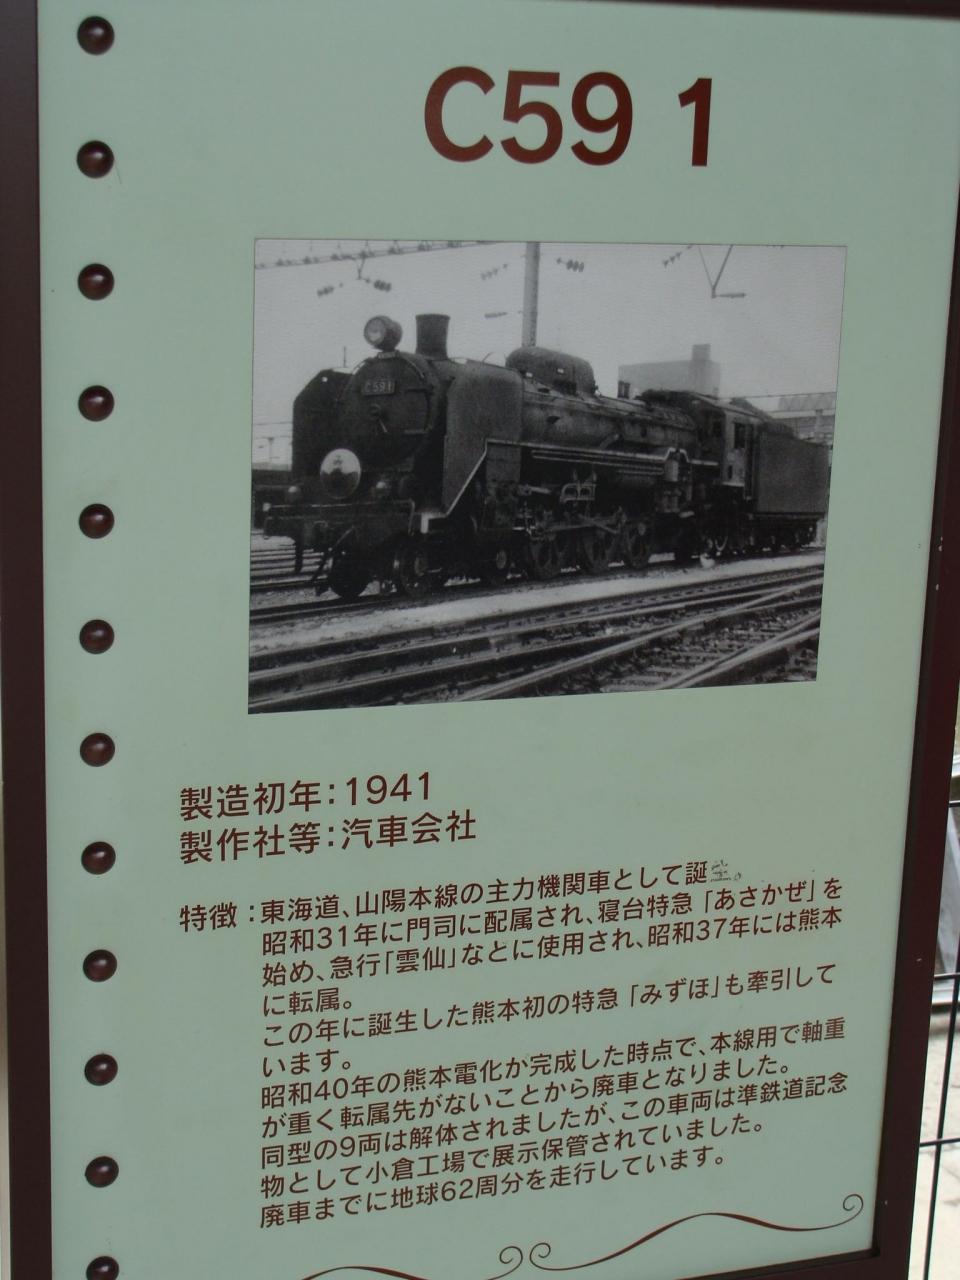 C59 1
C591
製造初年：1941
製作社等：汽車会社
特徴：東海道、山陽本線の主力機関車として誕生。
昭和31年に門司に配属され、寝台特急「あさかぜ」を
始め、急行「雲仙」などに使用され、昭和37年には熊本
に転属。
この年に誕生した熊本初の特急「みずほ」も牽引して
います。
昭和40年の熊本電化が完成した時点で、本線用で軸重
が重く転属先がないことから廃車となりました。
同型の9両は解体されましたが、この車両は準鉄道記念
物として小倉工場で展示保管されていました。
廃車までに地球62周分を走行しています。